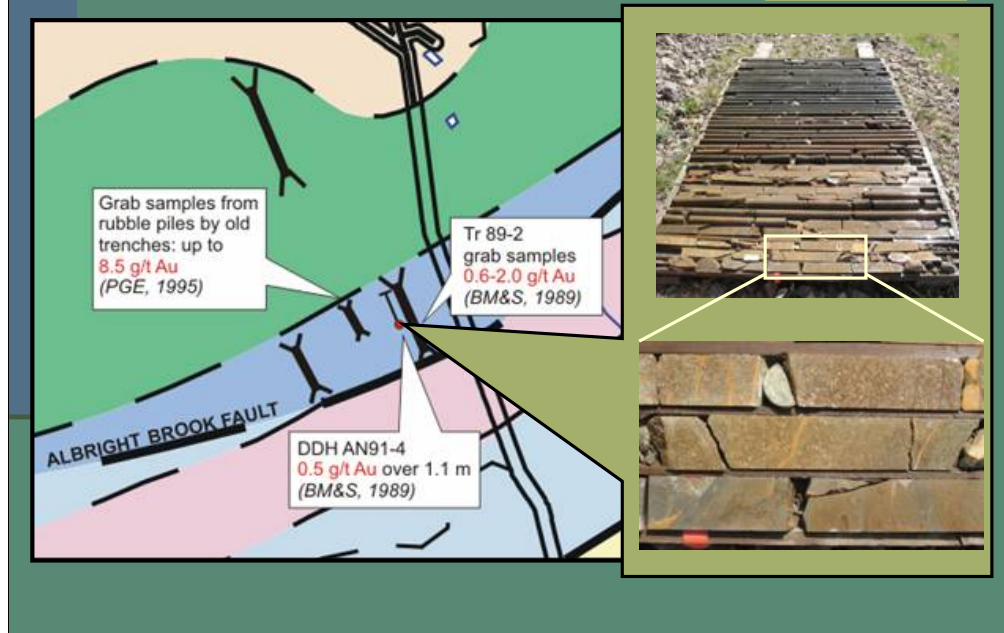 Grab samples from
rubble piles by old
trenches: up to
8.5 g/t Au
(PGE, 1995)
Tr 89-2
grab samples
0.6-2.0 g/t Au
(BM&S, 1989)
ALBRIGHT BROOK FAULT
DDH AN91-4
0.5 g/t Au over 1.1 m
(BM&S, 1989)